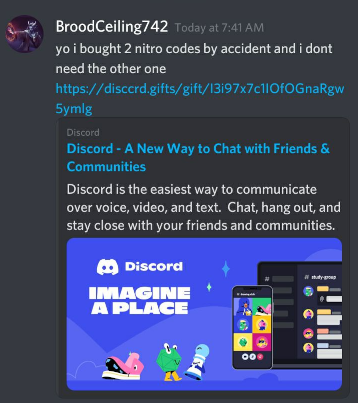 BroodCeiling742 Today at 7:41 AM
yo i bought 2 nitro codes by accident and i dont
need the other one
https://disccrd.gifts/gift/I3i97x7c1IOfOGnaRgw
5ymlg
Discord
Discord - A New Way to Chat with Friends &
Communities
Discord is the easiest way to communicate
over voice, video, and text.  Chat, hang out, and
stay close with your friends and communities.
Discord
IMAGINE
A PLACE
# study-group